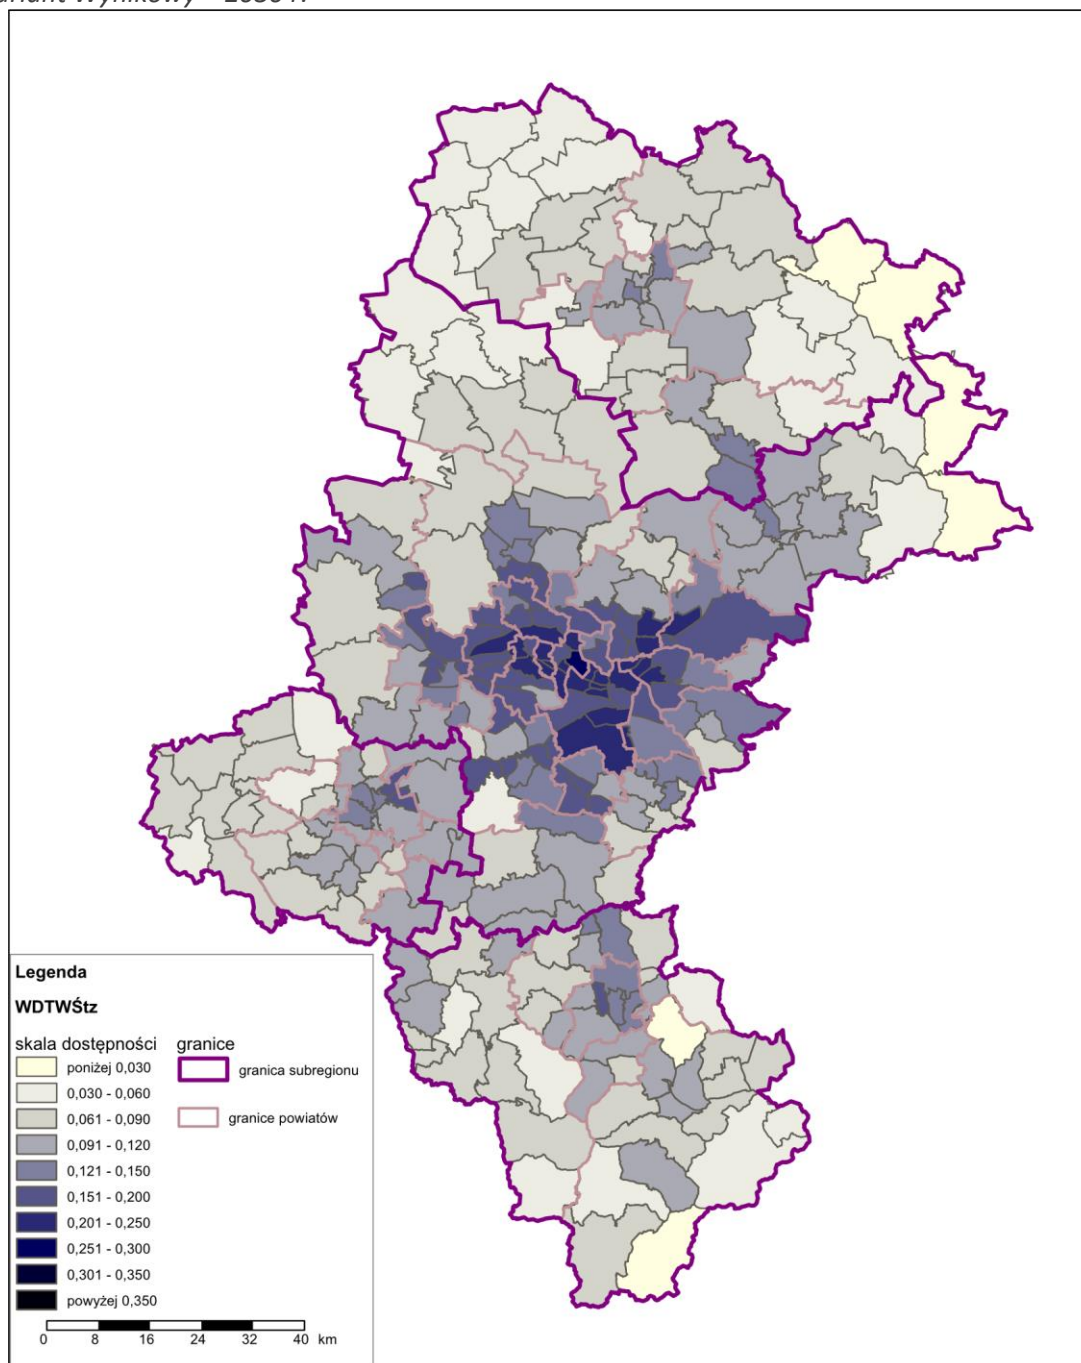 Wynikowy
Legenda
WDTWŚtz
skala dostępności granice
poniżej 0,030 granica subregionu
0,030 - 0,060
0,061 - 0,090 granice powiatów
0,091 - 0,120
0,121 - 0,150
0,151 - 0,200
0,201 - 0,250
0,251 - 0,300
0,301 - 0,350
powyżej 0,350
0 8 16 24 32 40 km